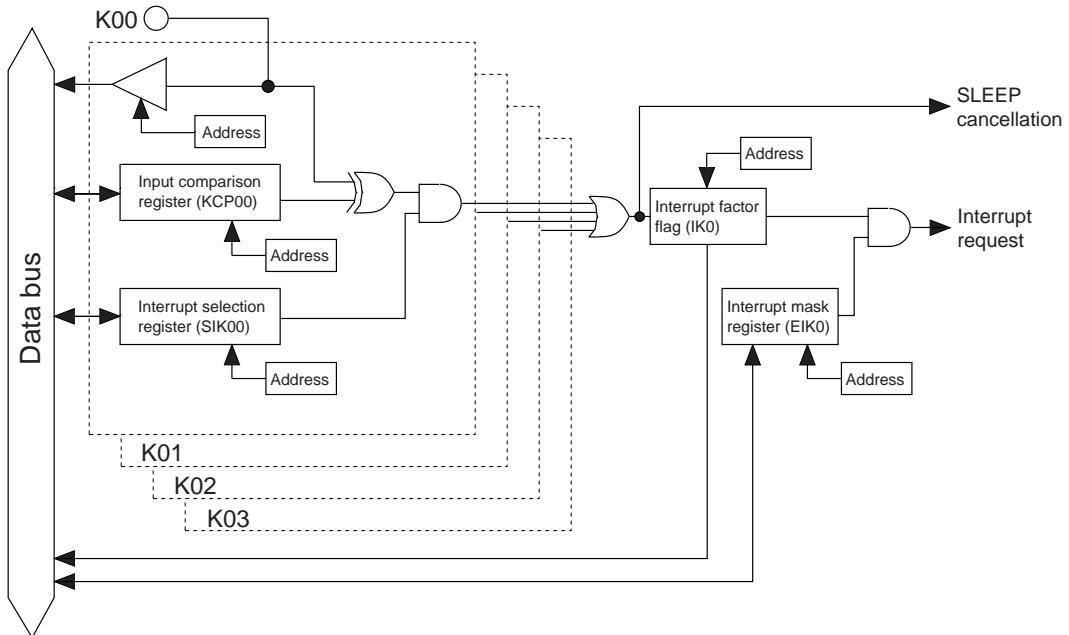 K00
SLEEP
cancellation
Address
Address
Input comparison
register (KCP00)
Interrupt factor
flag (IK0)
Interrupt
request
Address
Data bus
Interrupt selection
register (SIK00)
Interrupt mask
register (EIK0)
Address
Address
K01
K02
K03